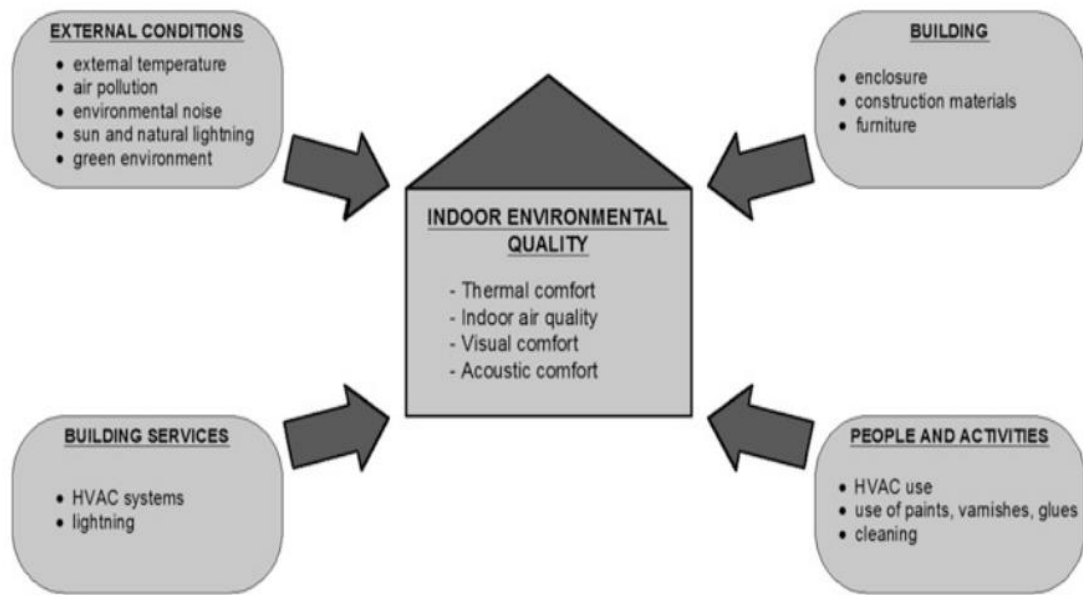 EXTERNAL CONDITIONS
• external temperature
• air pollution
• environmental noise
• sun and natural lightning
• green environment
BUILDING
• enclosure
• construction materials
• furniture
INDOOR ENVIRONMENTAL
QUALITY
- Thermal comfort
- Indoor air quality
- Visual comfort
- Acoustic comfort
BUILDING SERVICES
• HVAC systems
• lightning
PEOPLE AND ACTIVITIES
• HVAC use
• use of paints, varnishes, glues
• cleaning